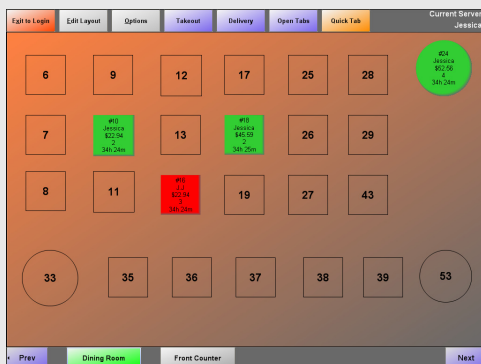 Exit to Login Edit Layout Options Takeout Delivery Open Tabs Quick Tab Current Server
Jessica
6 9 12 17 25 28
#24
Jessica
$52.56
4
34h 24m
7
#10
Jessica
$22.94
2
34h 24m
13
#18
Jessica
$45.59
2
34h 25m
26 29
8 11
#16
J J
$22.94
34h 24m
19 27 43
33 35 36 37 38 39 53
Prev Dining Room Front Counter Next